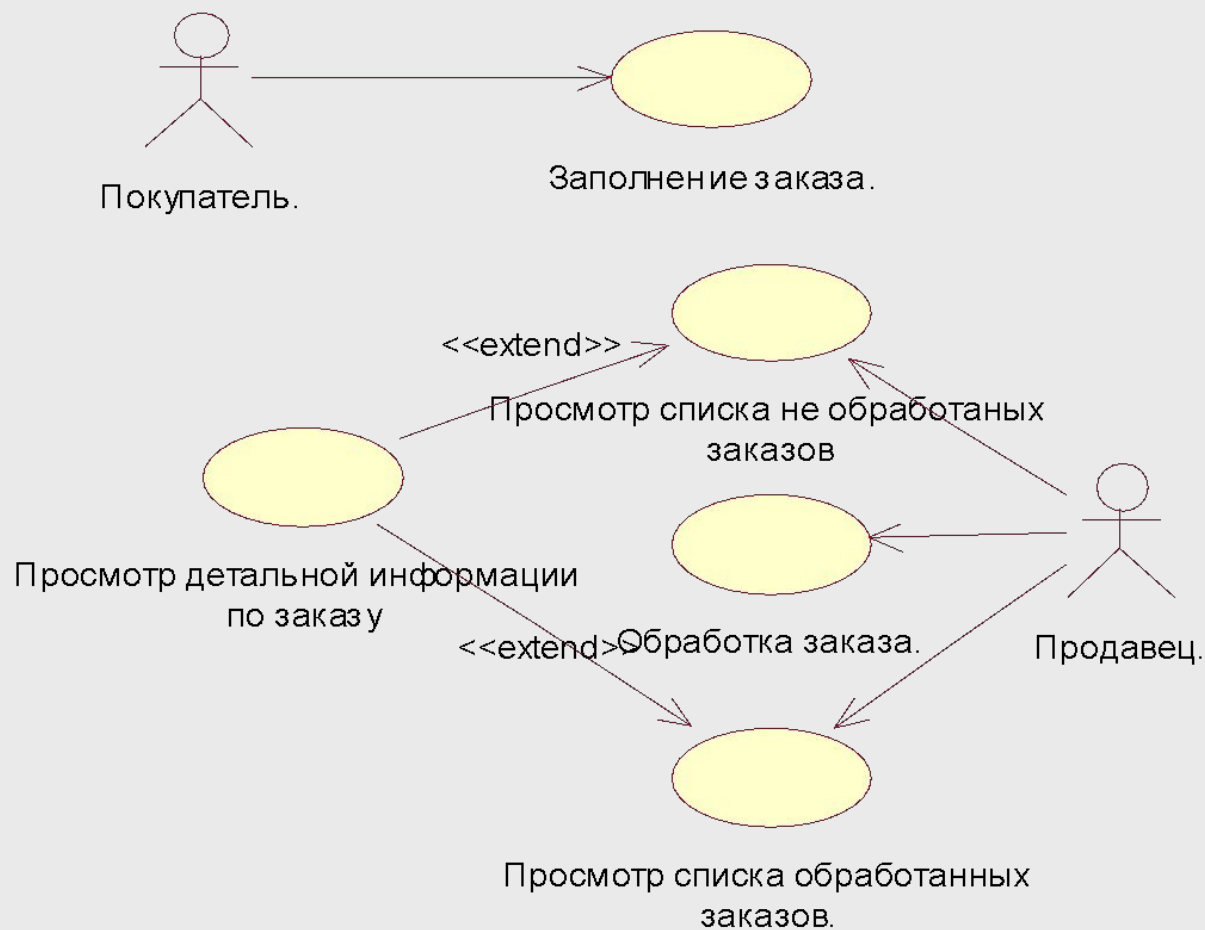 Покупатель.
Заполнение заказа.
<<extend>>
Просмотр списка не обработаных
заказов
Просмотр детальной информации
по заказу
<<extend>>
Обработка заказа.
Продавец.
Просмотр списка обработанных
заказов.